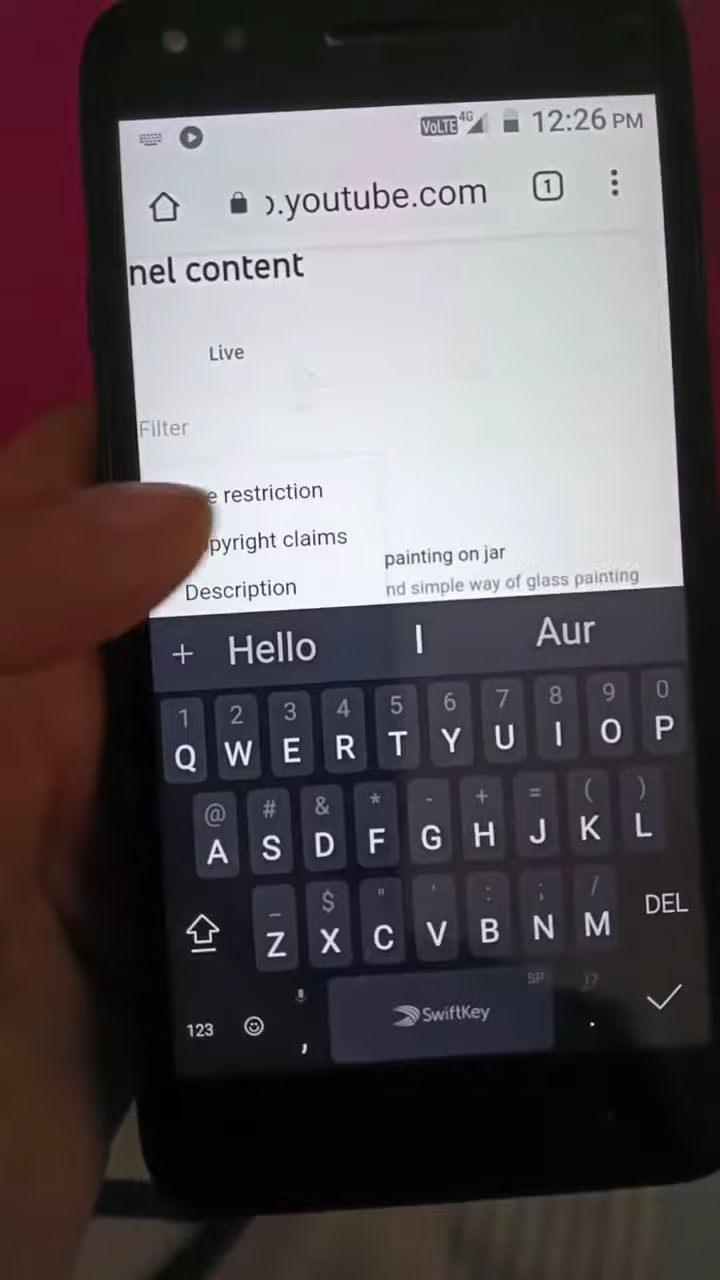 VoLTE 4G 12:26 PM
.youtube.com 1
nel content
Live
Filter
e restriction
pyright claims
Description
painting on jar
nd simple way of glass painting
+ Hello I Aur
1 2 3 4 5 6 7 8 9 0
Q W E R T Y U I O P
@ # & * - + = ( )
A S D F G H J K L
_ $ " ' : ; /
Z X C V B N M DEL
123 , SwiftKey .